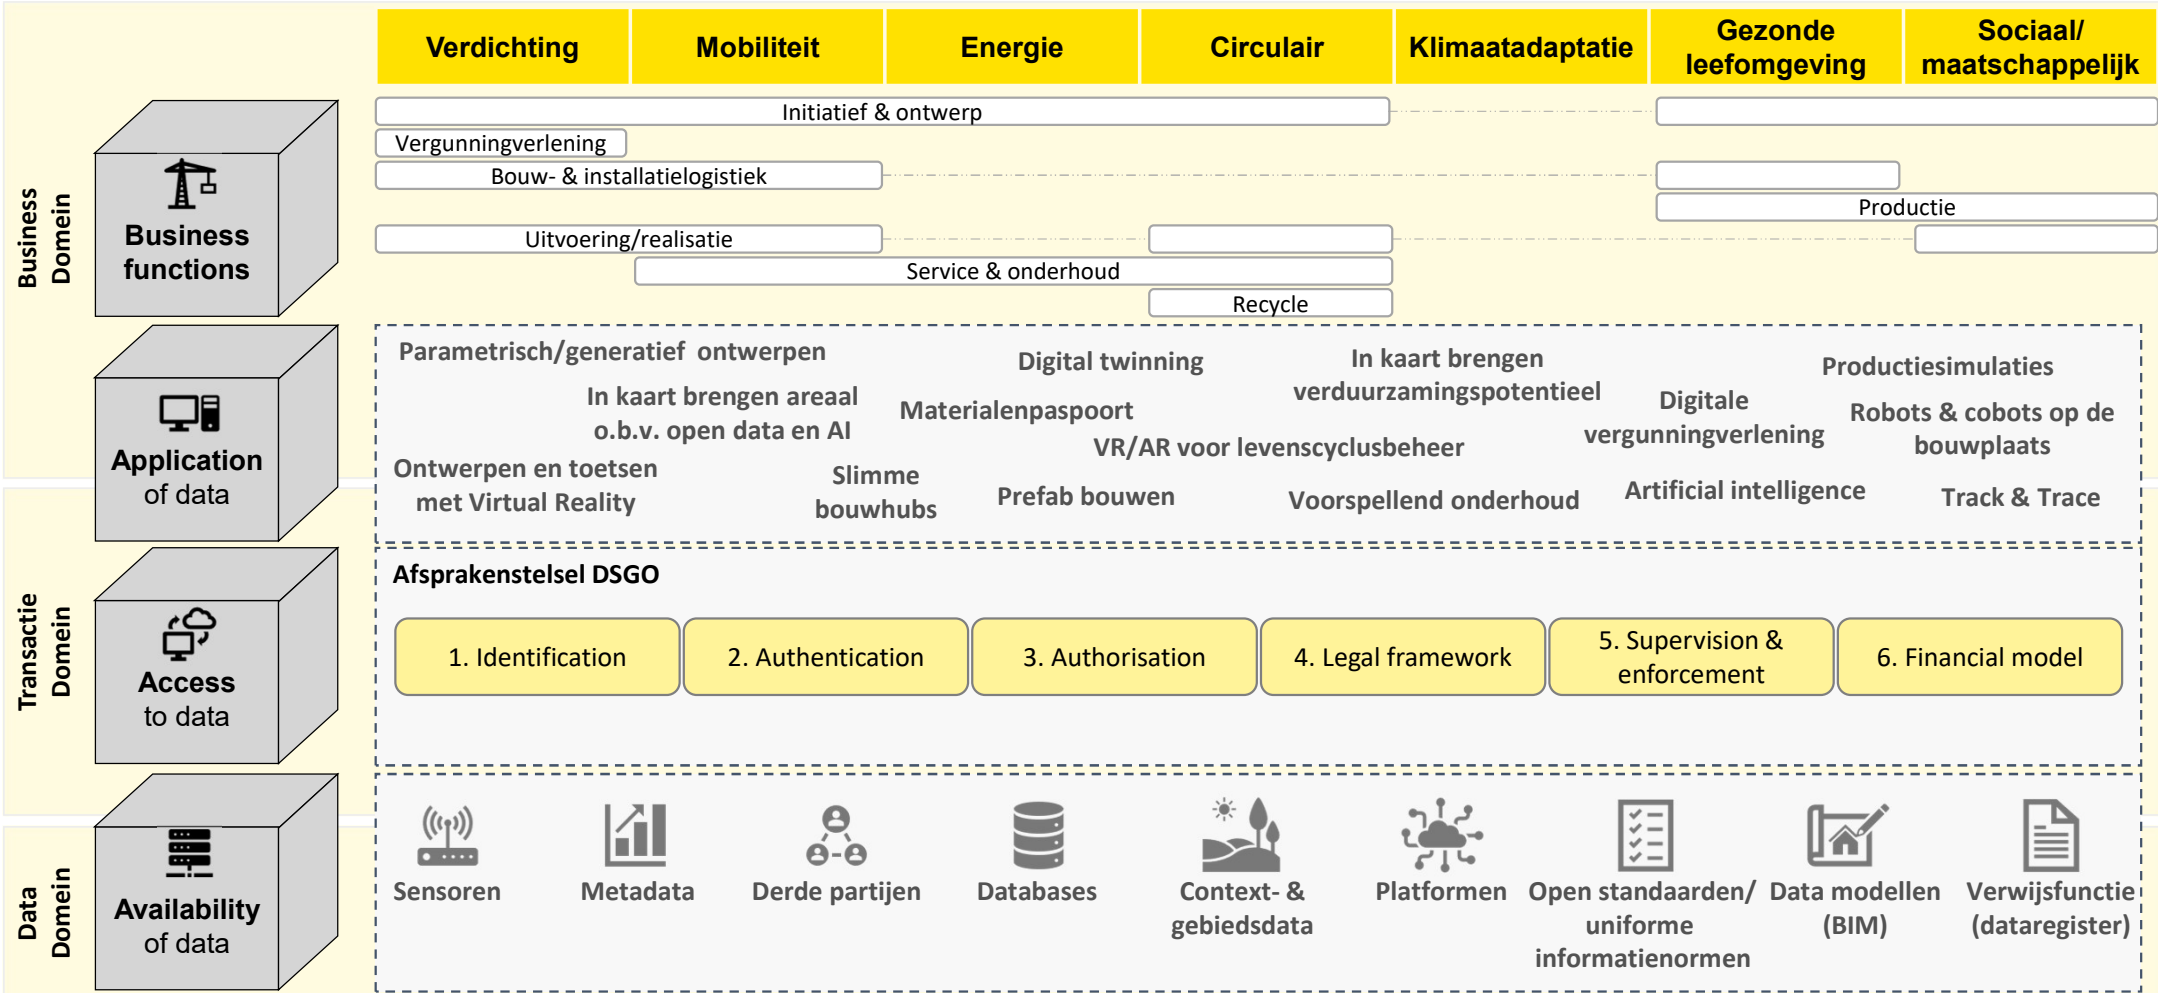 Verdichting
Mobiliteit
Energie
Circulair
Klimaatadaptatie
Gezonde
leefomgeving
Sociaal/
maatschappelijk
Business
Domein
Business
functions
Initiatief & ontwerp
Vergunningverlening
Bouw- & installatielogistiek
Productie
Uitvoering/realisatie
Service & onderhoud
Recycle
Application
of data
Parametrisch/generatief ontwerpen
In kaart brengen areaal
o.b.v. open data en AI
Ontwerpen en toetsen
met Virtual Reality
Digital twinning
Materialenpaspoort
VR/AR voor levenscyclusbeheer
Slimme
bouwhubs
Prefab bouwen
In kaart brengen
verduurzamingspotentieel
Voorspellend onderhoud
Digitale
vergunningverlening
Artificial intelligence
Productiesimulaties
Robots & cobots op de
bouwplaats
Track & Trace
Transactie
Domein
Access
to data
Afsprakenstelsel DSGO
1. Identification
2. Authentication
3. Authorisation
4. Legal framework
5. Supervision &
enforcement
6. Financial model
Data
Domein
Availability
of data
Sensoren
Metadata
Derde partijen
Databases
Context- &
gebiedsdata
Platformen
Open standaarden/
uniforme
informatienormen
Data modellen
(BIM)
Verwijsfunctie
(dataregister)